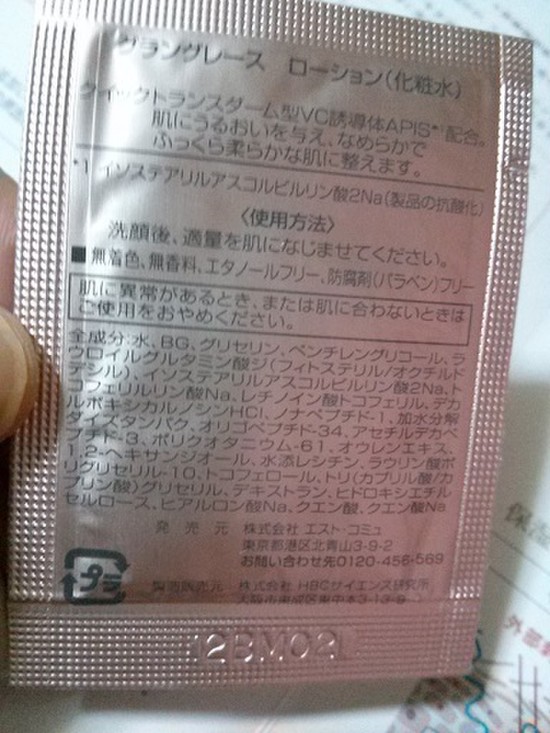 グラングレース ローション(化粧水)
クイックトランスダーム型VC誘導体APIS*¹配合。
肌にうるおいを与え、なめらかで
ふっくら柔らかな肌に整えます。
*1 イソステアリルアスコルビルリン酸2Na(製品の抗酸化)
〈使用方法〉
洗顔後、適量を肌になじませてください。
■無着色、無香料、エタノールフリー、防腐剤(パラベン)フリー
肌に異常があるとき、または肌に合わないときは
ご使用をおやめください。
全成分:水、BG、グリセリン、ペンチレングリコール、ラ
ウロイルグルタミン酸ジ(フィトステリル/オクチルド
デシル)、イソステアリルアスコルビルリン酸2Na、ト
コフェリルリン酸Na、レチノイン酸トコフェリル、デカ
ルボキシカルノシンHCl、ノナペプチド-1、加水分解
ダイズタンパク、オリゴペプチド-34、アセチルデカペ
プチド-3、ポリクオタニウム-61、オウレンエキス、
1,2-ヘキサンジオール、水添レシチン、ラウリン酸ポ
リグリセリル-10、トコフェロール、トリ(カプリル酸/カ
プリン酸)グリセリル、デキストラン、ヒドロキシエチル
セルロース、ヒアルロン酸Na、クエン酸、クエン酸Na
発売元 株式会社 エスト・コミュ
東京都港区北青山3-9-2
お問い合わせ先0120-456-569
プラ
製造販売元 株式会社 HBCサイエンス研究所
大阪市東成区東中本3-13-9
2BM02
保湿
外部